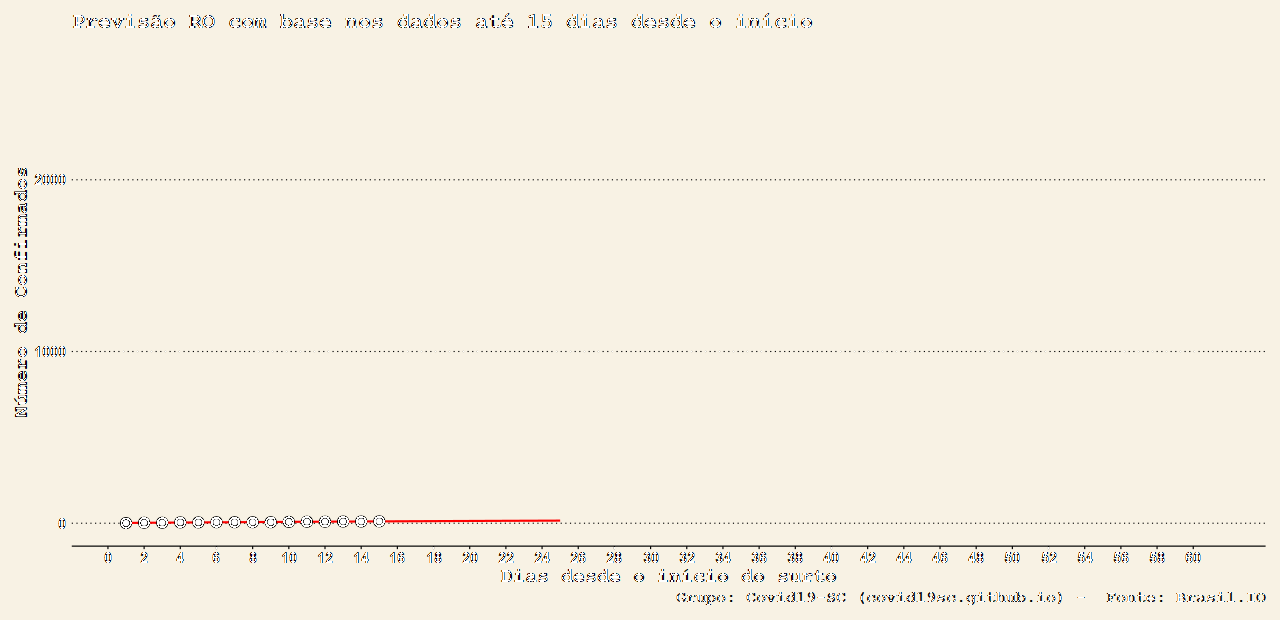 Previsão RO com base nos dados até 15 dias desde o início
Número de Confirmados
20000
10000
0
0 2 4 6 8 10 12 14 16 18 20 22 24 26 28 30 32 34 36 38 40 42 44 46 48 50 52 54 56 58 60
Dias desde o início do surto
Grupo: Covid19-SC (covid19sc.github.io) -- Fonte: Brasil.IO